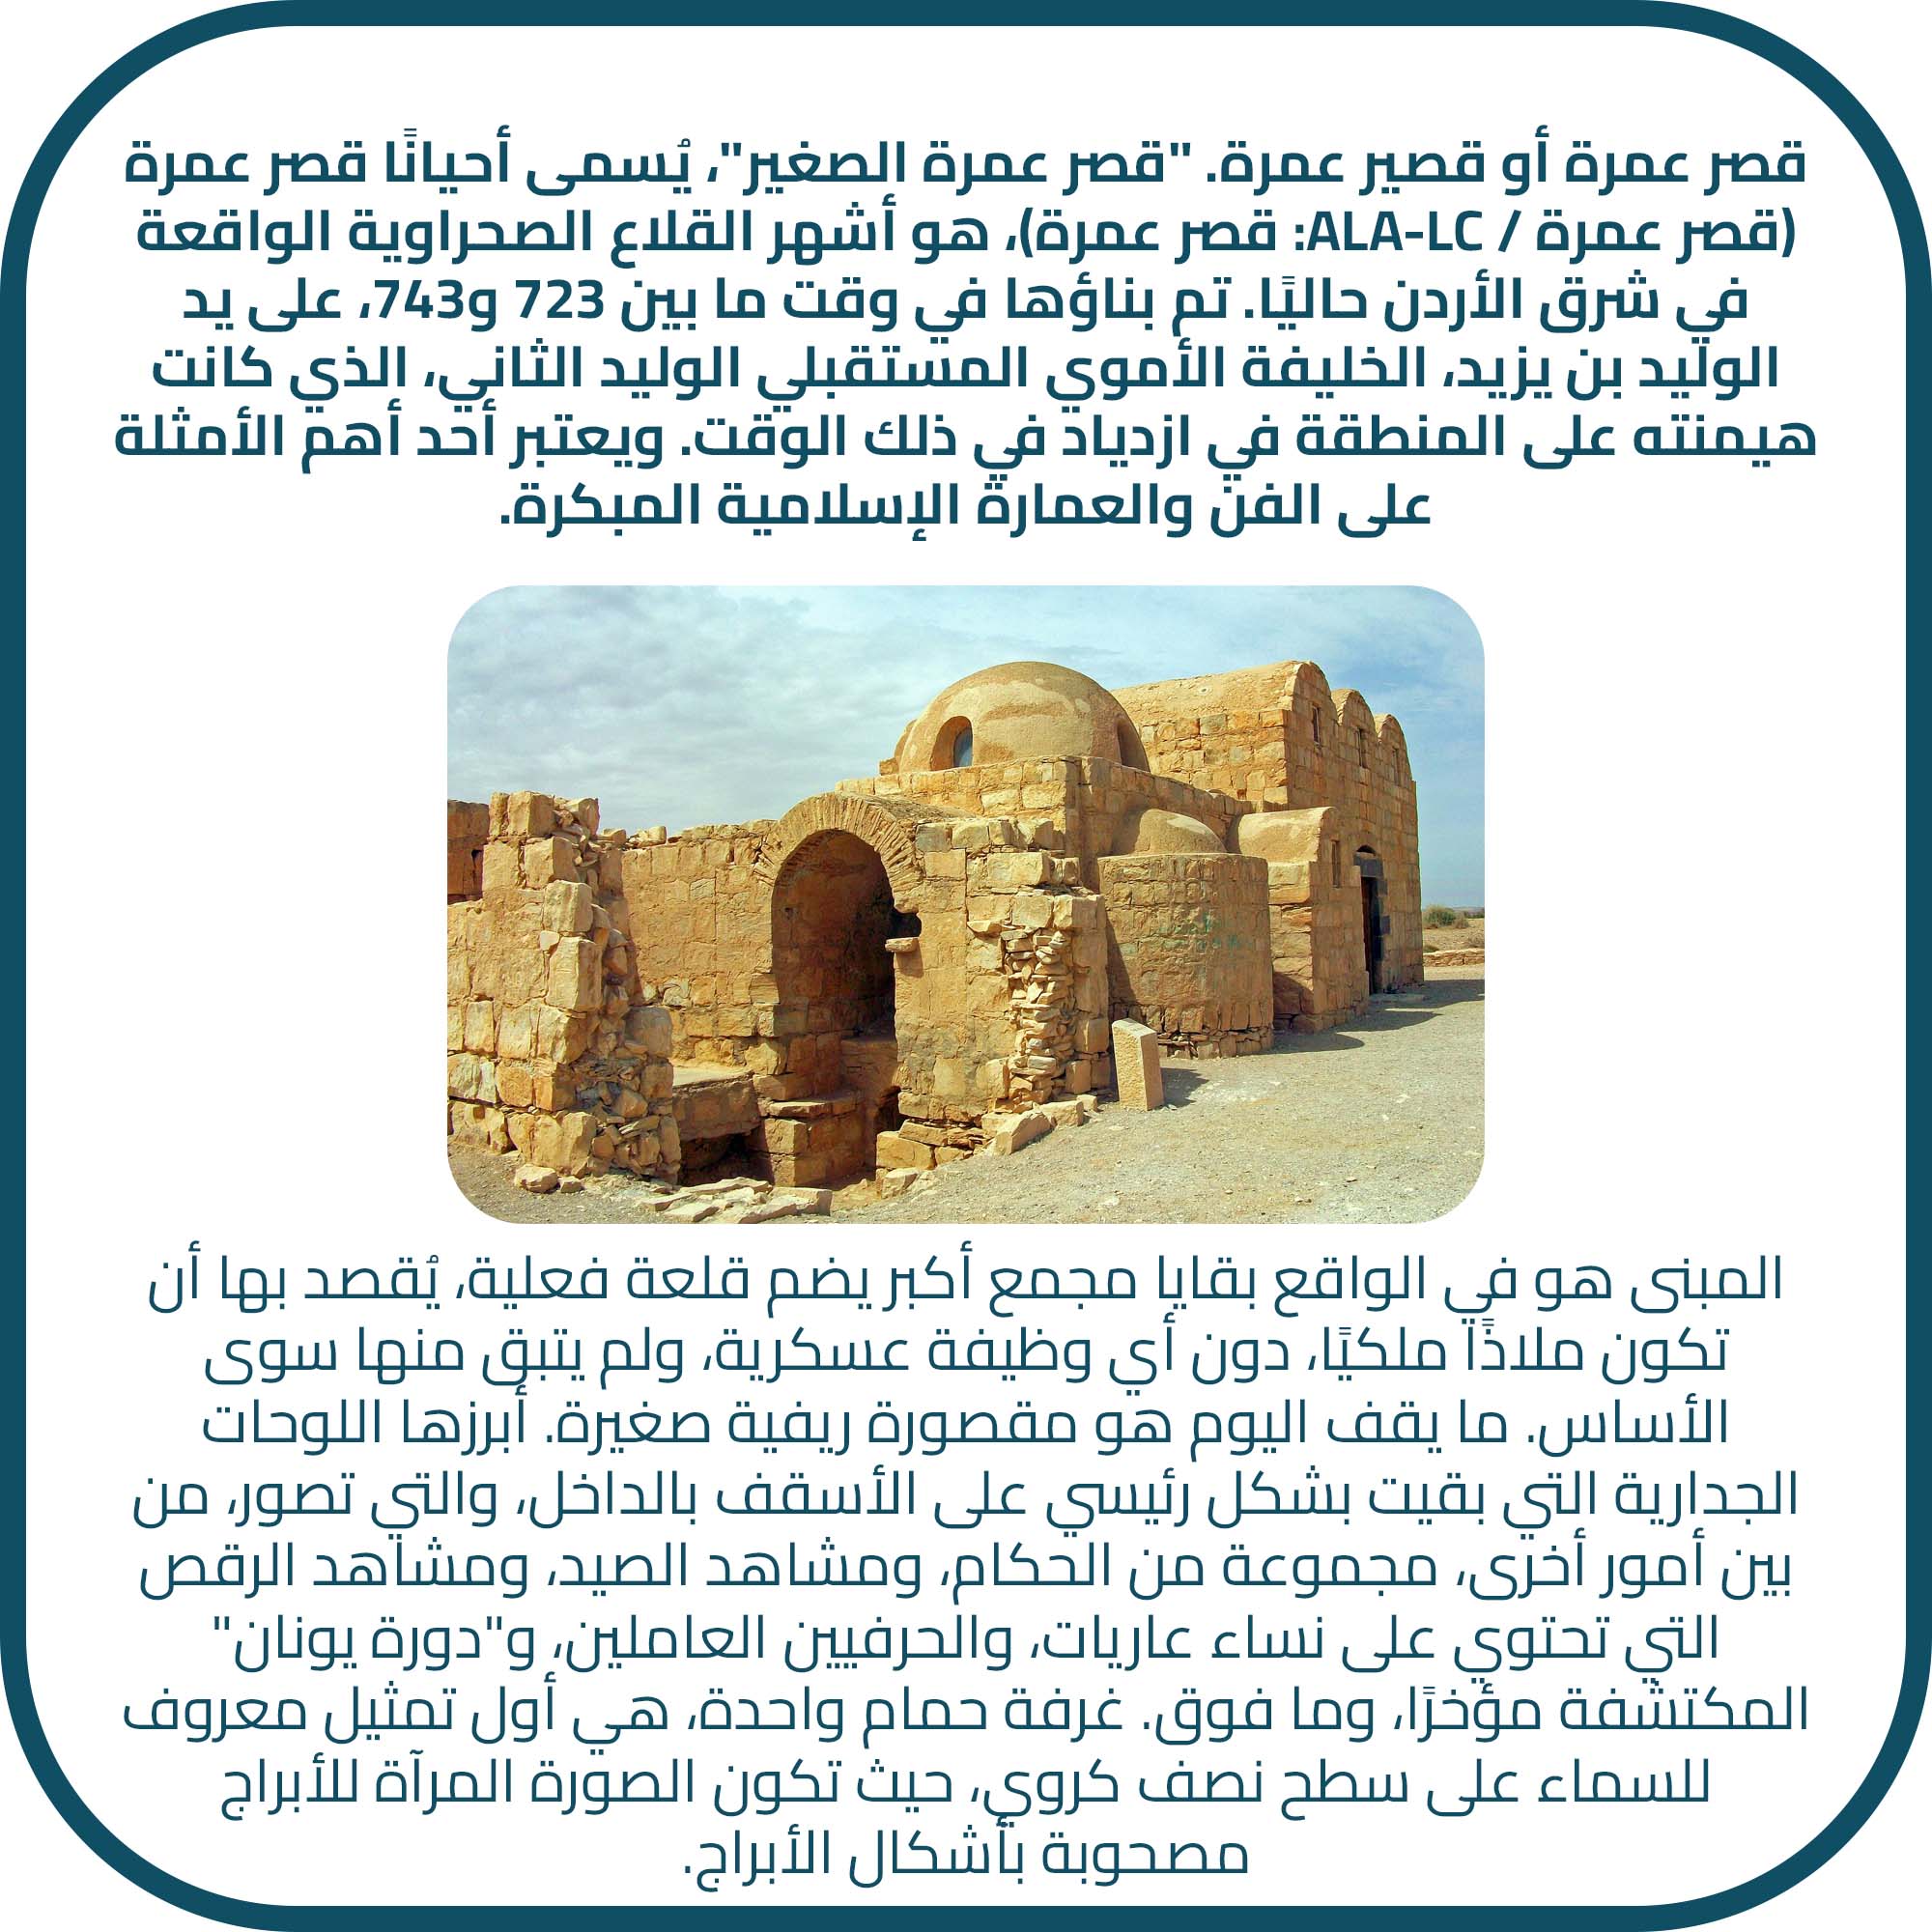 قصر عمرة أو قصير عمرة. "قصر عمرة الصغير"، يُسمى أحيانًا قصر عمرة
(قصر عمرة / ALA-LC: قصر عمرة)، هو أشهر القلاع الصحراوية الواقعة
في شرق الأردن حاليًا. تم بناؤها في وقت ما بين 723 و743، على يد
الوليد بن يزيد، الخليفة الأموي المستقبلي الوليد الثاني، الذي كانت
هيمنته على المنطقة في ازدياد في ذلك الوقت. ويعتبر أحد أهم الأمثلة
على الفن والعمارة الإسلامية المبكرة.
المبنى هو في الواقع بقايا مجمع أكبر يضم قلعة فعلية، يُقصد بها أن
تكون ملاذًا ملكيًا، دون أي وظيفة عسكرية، ولم يتبق منها سوى
الأساس. ما يقف اليوم هو مقصورة ريفية صغيرة. أبرزها اللوحات
الجدارية التي بقيت بشكل رئيسي على الأسقف بالداخل، والتي تصور، من
بين أمور أخرى، مجموعة من الحكام، ومشاهد الصيد، ومشاهد الرقص
التي تحتوي على نساء عاريات، والحرفيين العاملين، و"دورة يونان"
المكتشفة مؤخرًا، وما فوق. غرفة حمام واحدة، هي أول تمثيل معروف
للسماء على سطح نصف كروي، حيث تكون الصورة المرآة للأبراج
مصحوبة بأشكال الأبراج.